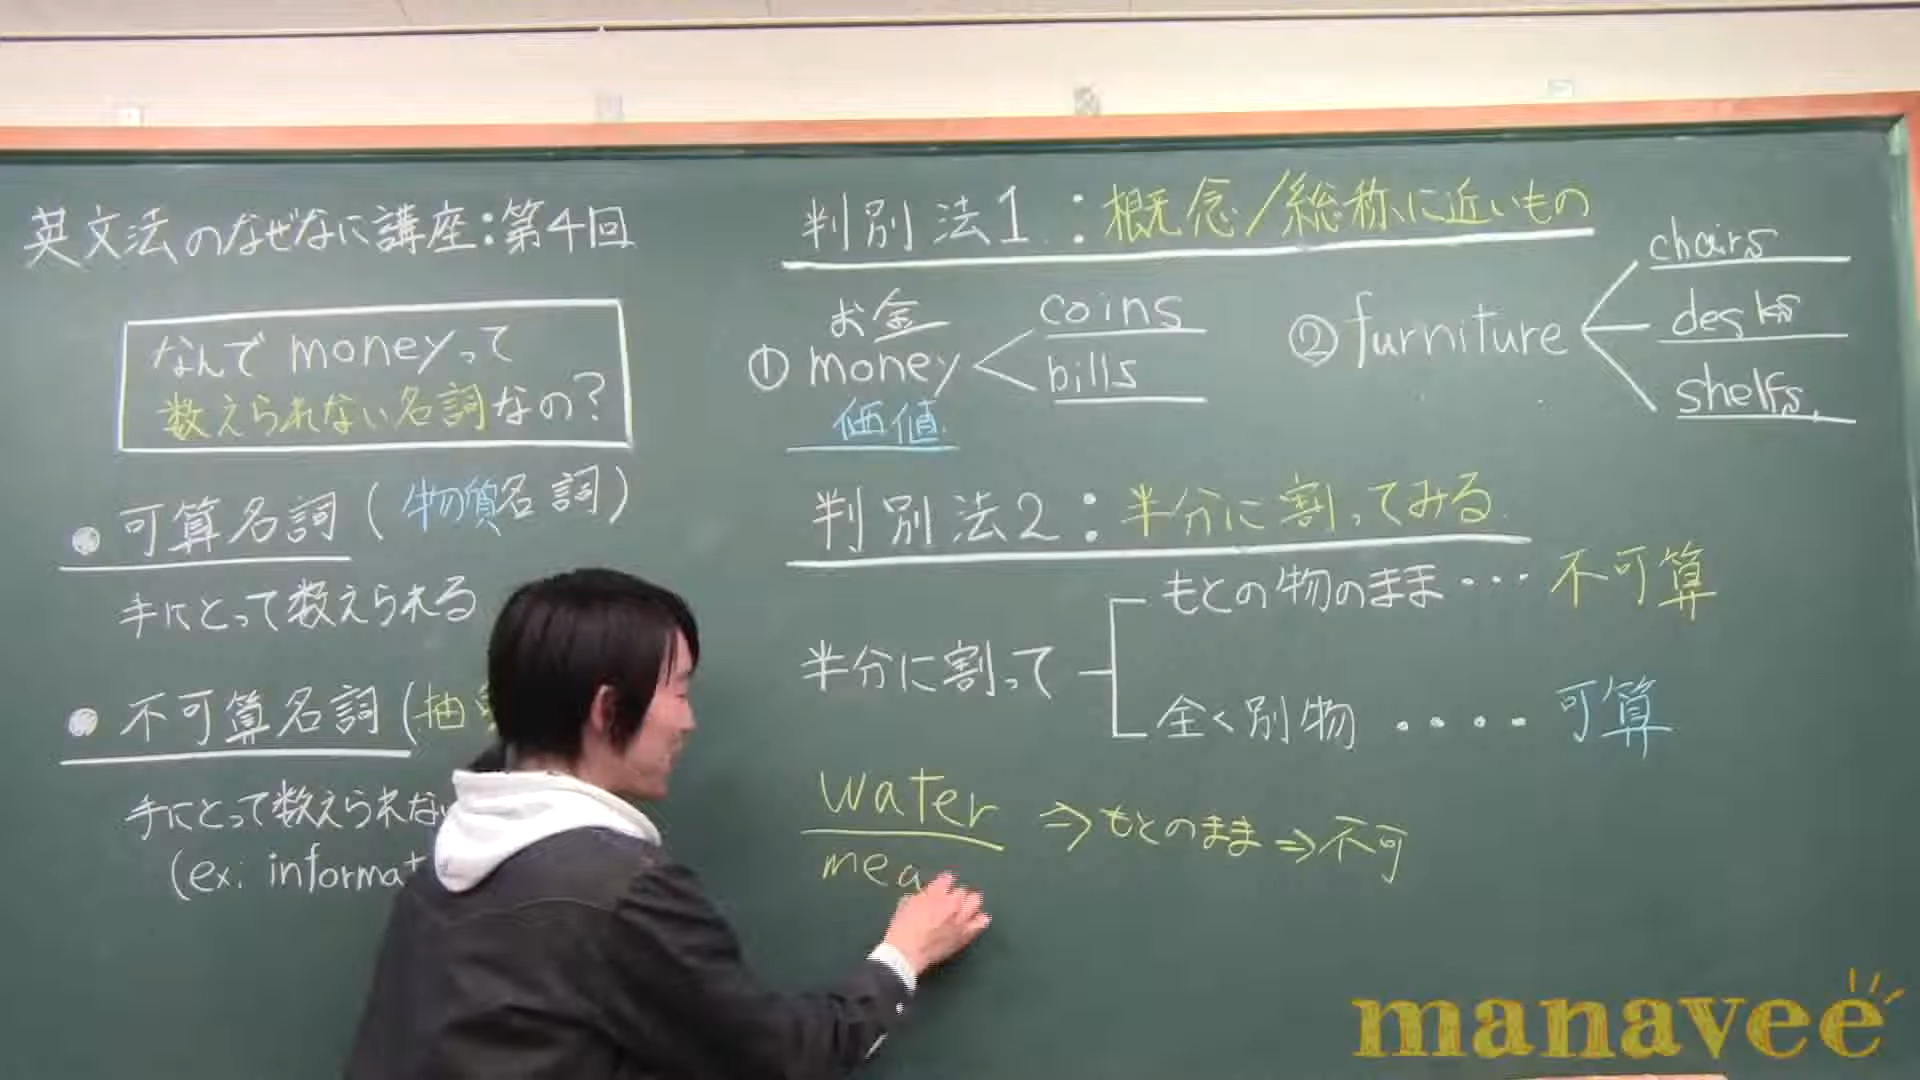 英文法のなぜなに講座:第4回
なんでmoneyって
数えられない名詞なの?
● 可算名詞(物質名詞)
手にとって数えられる
● 不可算名詞(抽
手にとって数えられない
(ex: informat
判別法1:概念/総称に近いもの
お金
① money
価値
coins
bills
② furniture
chairs
desks
shelfs.
判別法2:半分に割ってみる
半分に割って
もとの物のまま・・・不可算
全く別物・・・・・可算
water ⇒もとのまま⇒不可
mea
manavee